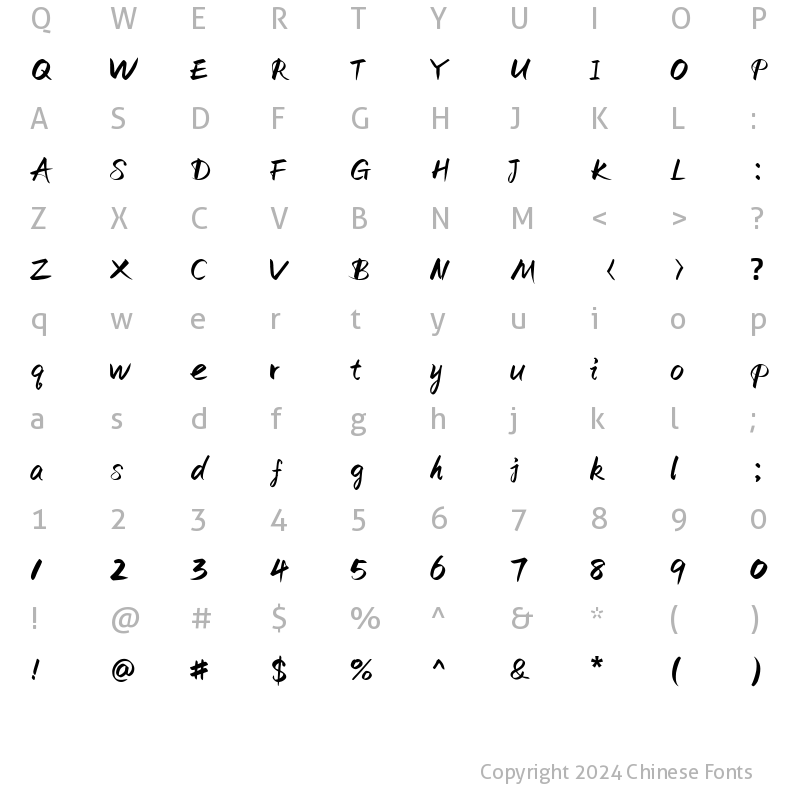 Q W E R T Y U I O P
Q W E R T Y U I O P
A S D F G H J K L :
A S D F G H J K L :
Z X C V B N M < > ?
Z X C V B N M < > ?
q w e r t y u i o p
q w e r t y u i o p
a s d f g h j k l ;
a s d f g h j k l ;
1 2 3 4 5 6 7 8 9 0
1 2 3 4 5 6 7 8 9 0
! @ # $ % ^ & * ( )
! @ # $ % ^ & * ( )
Copyright 2024 Chinese Fonts